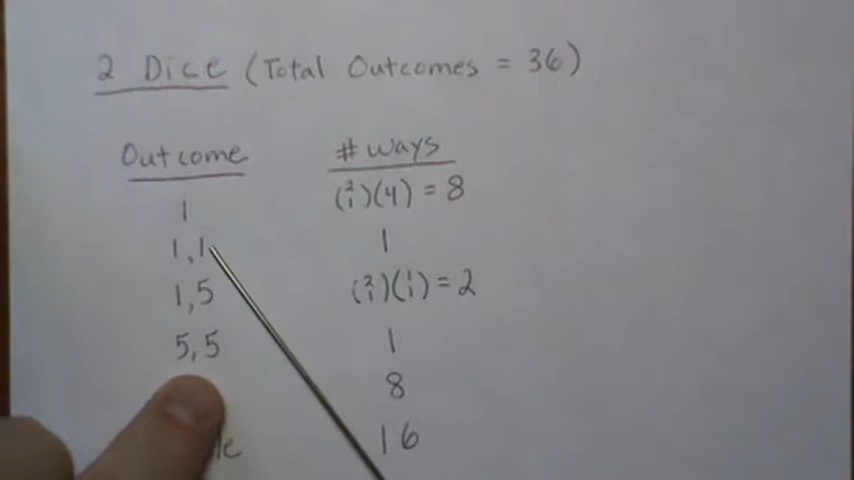 2 Dice (Total Outcomes = 36)
Outcome # ways
1 (2 1)(4) = 8
1,1 1
1,5 (2 1)(1 1) = 2
5,5 1
8
16